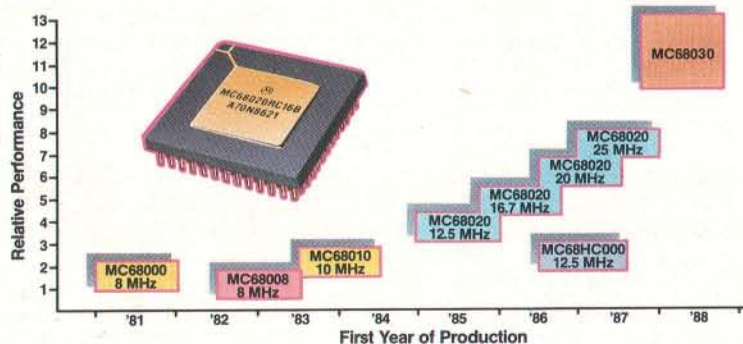 Relative Performance
13
12
11
10
9
8
7
6
5
4
3
2
1
MC68020RC16B
A70N8621
MC68000
8 MHz
MC68008
8 MHz
MC68010
10 MHz
MC68020
12.5 MHz
MC68020
16.7 MHz
MC68020
20 MHz
MC68020
25 MHz
MC68HC000
12.5 MHz
MC68030
'81
'82
'83
'84
'85
'86
'87
'88
First Year of Production